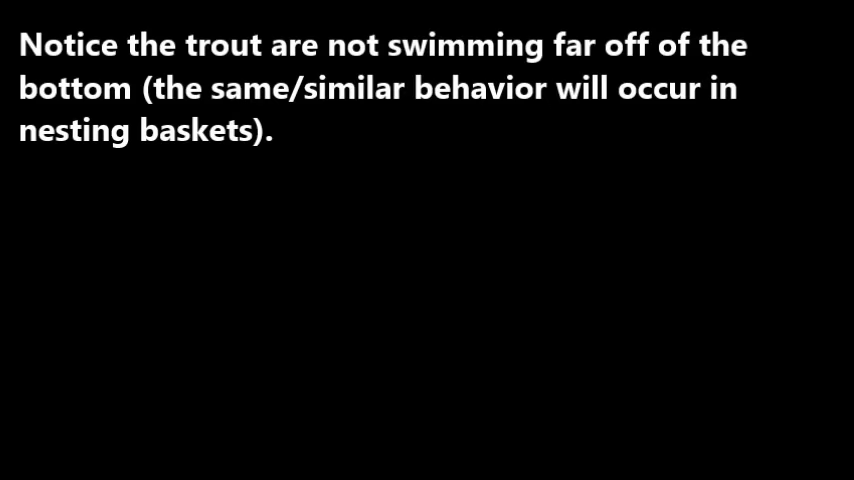 Notice the trout are not swimming far off of the
bottom (the same/similar behavior will occur in
nesting baskets).